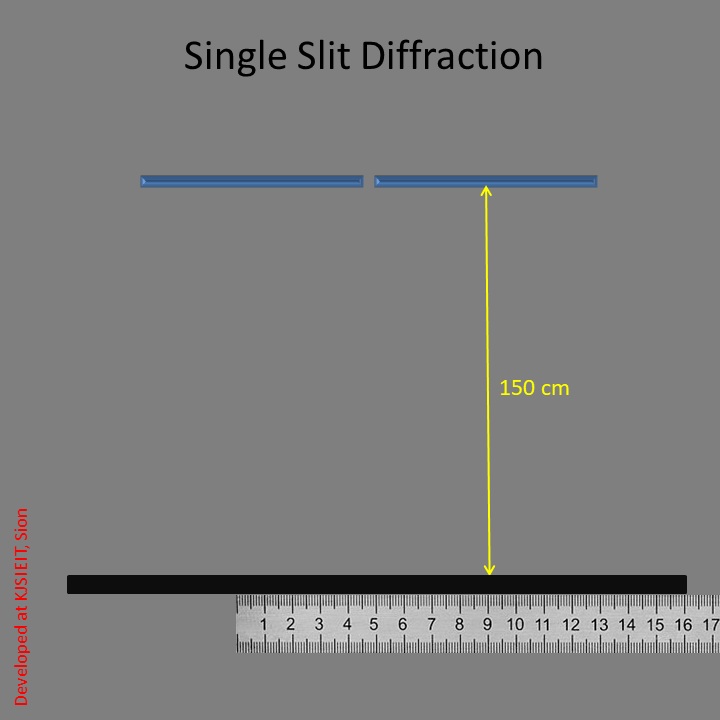 Single Slit Diffraction
150 cm
Developed at KJSIEIT, Sion
1 2 3 4 5 6 7 8 9 10 11 12 13 14 15 16 17